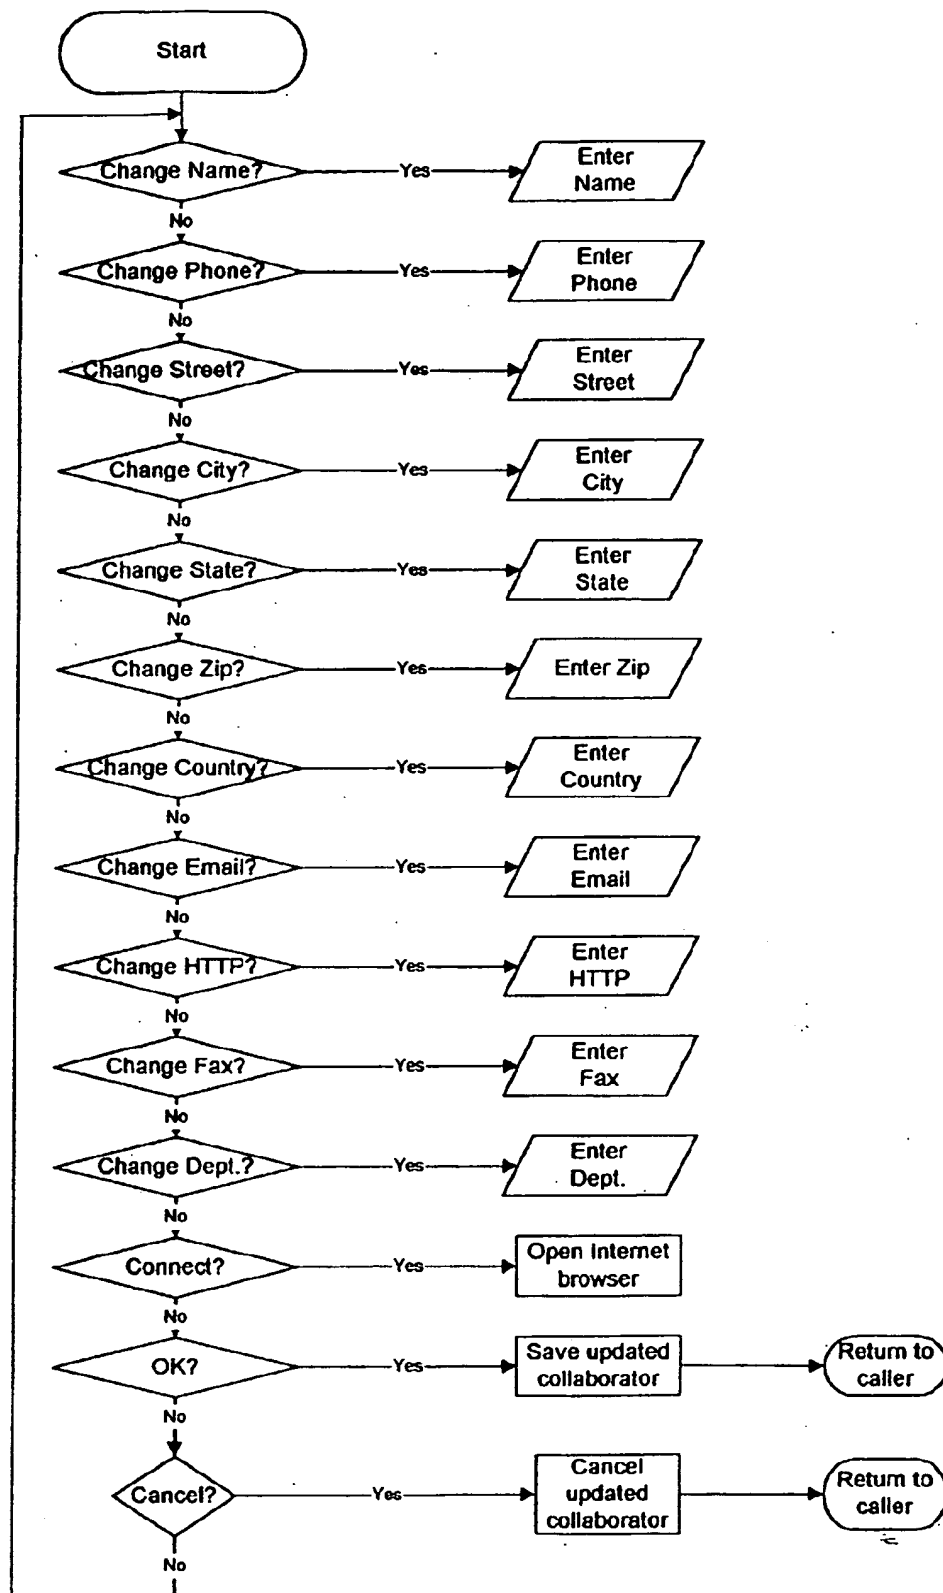 Start
Change Name?
Yes
Enter
Name
No
Change Phone?
Yes
Enter
Phone
No
Change Street?
Yes
Enter
Street
No
Change City?
Yes
Enter
City
No
Change State?
Yes
Enter
State
No
Change Zip?
Yes
Enter Zip
No
Change Country?
Yes
Enter
Country
No
Change Email?
Yes
Enter
Email
No
Change HTTP?
Yes
Enter
HTTP
No
Change Fax?
Yes
Enter
Fax
No
Change Dept.?
Yes
Enter
Dept.
No
Connect?
Yes
Open Internet
browser
No
OK?
Yes
Save updated
collaborator
Return to
caller
No
Cancel?
Yes
Cancel
updated
collaborator
Return to
caller
No